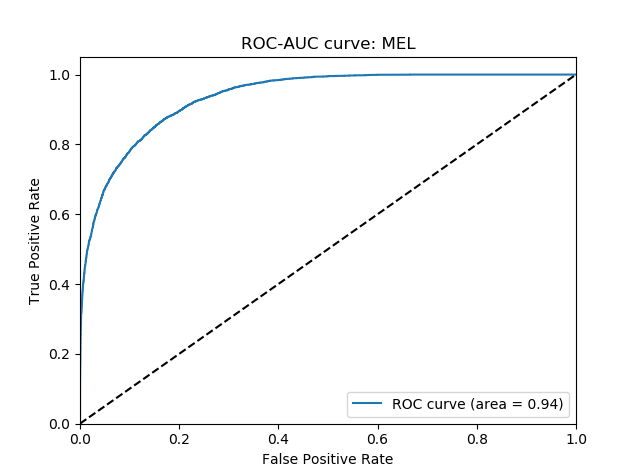 ROC-AUC curve: MEL
True Positive Rate
1.0
0.8
0.6
0.4
0.2
0.0
ROC curve (area = 0.94)
0.0 0.2 0.4 0.6 0.8 1.0
False Positive Rate